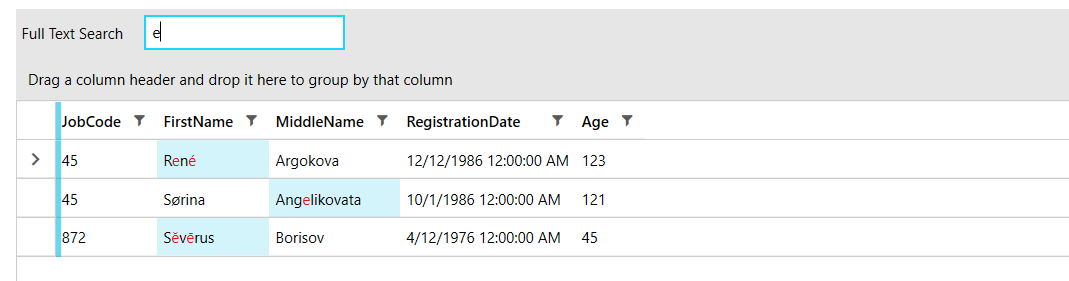 Full Text Search e
Drag a column header and drop it here to group by that column
JobCode FirstName MiddleName RegistrationDate Age
45 René Argokova 12/12/1986 12:00:00 AM 123
45 Sørina Angelikovata 10/1/1986 12:00:00 AM 121
872 Sěvērus Borisov 4/12/1976 12:00:00 AM 45